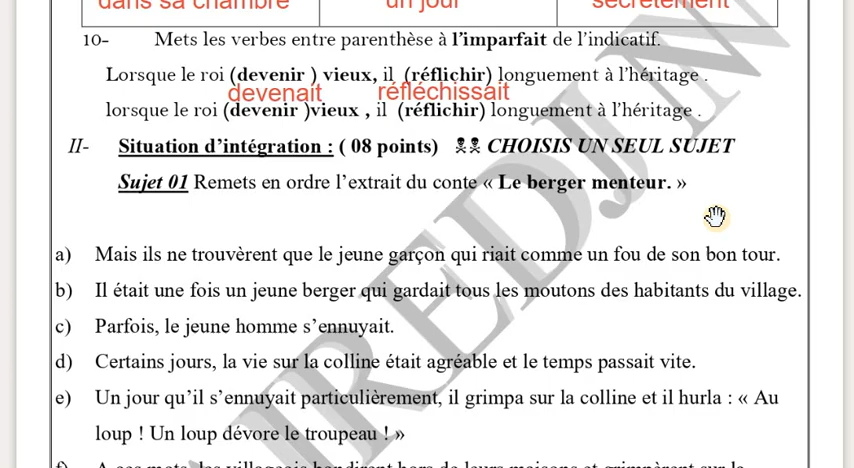 dans sa chambre un jour secrètement
10- Mets les verbes entre parenthèse à l'imparfait de l'indicatif.
Lorsque le roi (devenir ) vieux, il (réflichir) longuement à l'héritage .
devenait réfléchissait
lorsque le roi (devenir )vieux , il (réflichir) longuement à l'héritage .
II- Situation d'intégration : ( 08 points) ☠☠ CHOISIS UN SEUL SUJET
Sujet 01 Remets en ordre l'extrait du conte « Le berger menteur. »
a) Mais ils ne trouvèrent que le jeune garçon qui riait comme un fou de son bon tour.
b) Il était une fois un jeune berger qui gardait tous les moutons des habitants du village.
c) Parfois, le jeune homme s'ennuyait.
d) Certains jours, la vie sur la colline était agréable et le temps passait vite.
e) Un jour qu'il s'ennuyait particulièrement, il grimpa sur la colline et il hurla : « Au
loup ! Un loup dévore le troupeau ! »
f) A ces mots, les villageois bondirent hors de leurs maisons et grimpèrent sur la